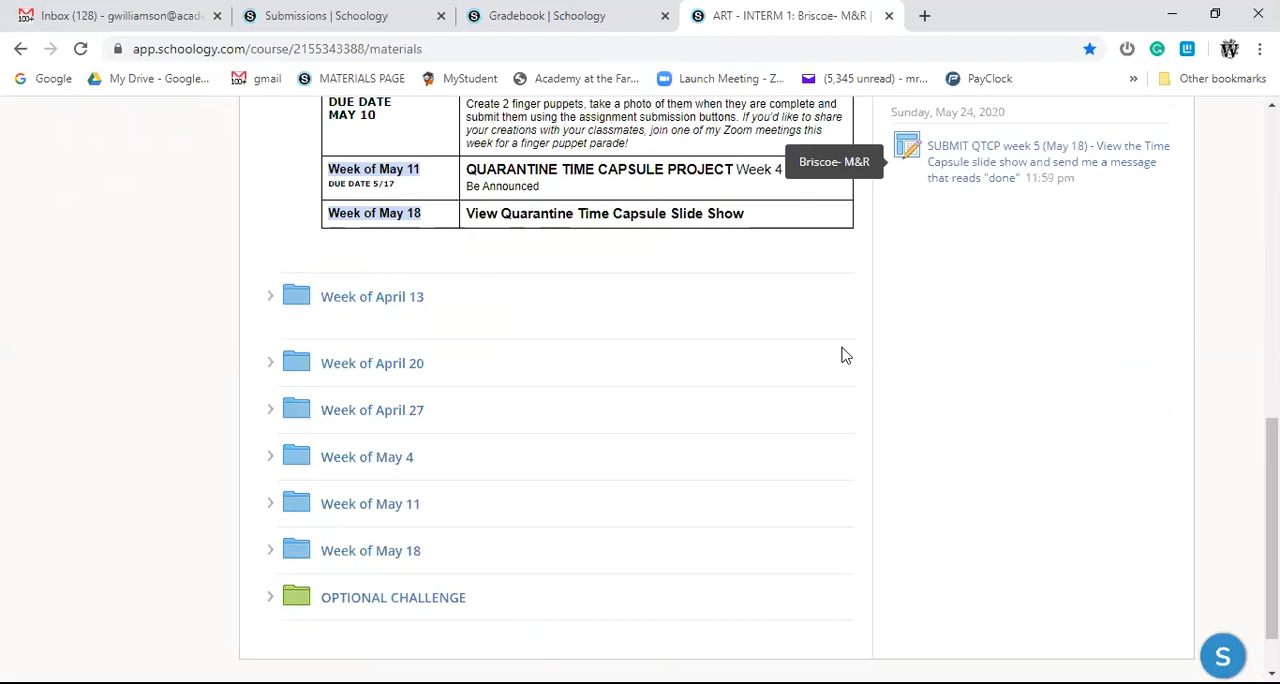 Inbox (128) - gwilliamson@acad
Submissions | Schoology
Gradebook | Schoology
ART - INTERM 1: Briscoe- M&R |
app.schoology.com/course/2155343388/materials
Google
My Drive - Google...
gmail
MATERIALS PAGE
MyStudent
Academy at the Far...
Launch Meeting - Z...
(5,345 unread) - mr...
PayClock
»
Other bookmarks
DUE DATE
MAY 10
Create 2 finger puppets, take a photo of them when they are complete and
submit them using the assignment submission buttons. If you'd like to share
your creations with your classmates, join one of my Zoom meetings this
week for a finger puppet parade!
Week of May 11
DUE DATE 5/17
QUARANTINE TIME CAPSULE PROJECT Week 4
Be Announced
Week of May 18
View Quarantine Time Capsule Slide Show
Briscoe- M&R
Sunday, May 24, 2020
SUBMIT QTCP week 5 (May 18) - View the Time
Capsule slide show and send me a message
that reads "done" 11:59 pm
Week of April 13
Week of April 20
Week of April 27
Week of May 4
Week of May 11
Week of May 18
OPTIONAL CHALLENGE
S